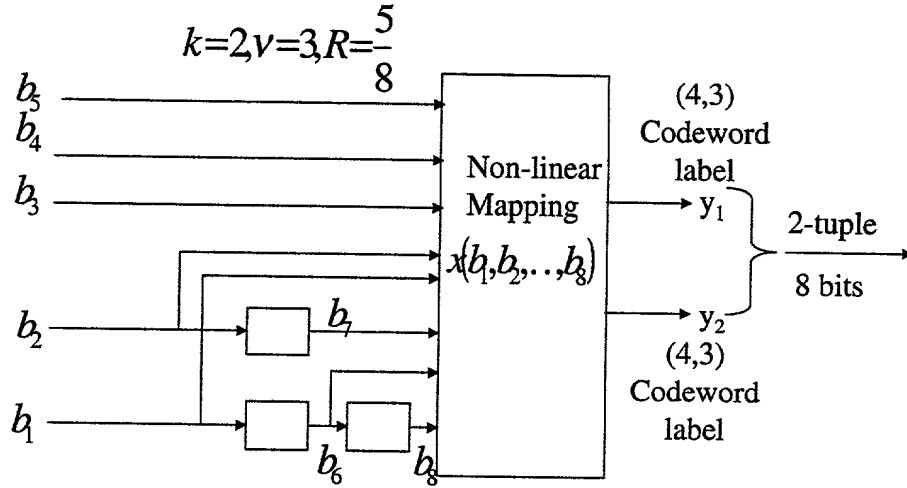 k=2,ν=3,R=5/8
b₅
b₄
b₃
b₂
b₁
b₇
b₆
b₈
Non-linear
Mapping
x(b₁,b₂,..,b₈)
(4,3)
Codeword
label
y₁
y₂
(4,3)
Codeword
label
2-tuple
8 bits